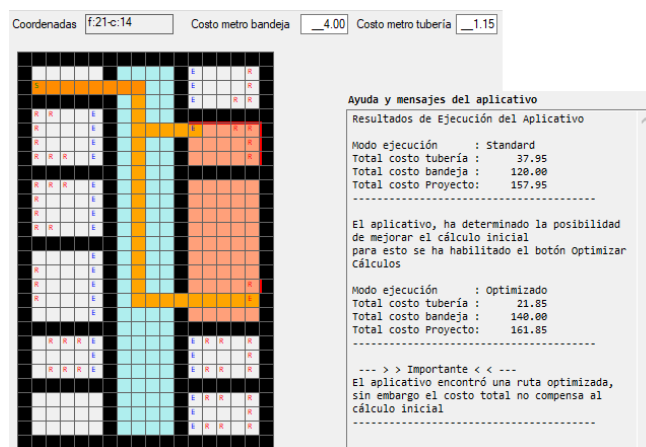 Coordenadas f:21-c:14 Costo metro bandeja __4.00 Costo metro tubería __1.15
E R
S E R
E R R
R R E
R E E R R
R E R
R R R E R
R R R E
R E
R E
R R E
E
R E
R E R
R E E
E
R R R E E R R R
E R
R R R E E R R R
E R R R
R
E R R R
Ayuda y mensajes del aplicativo
Resultados de Ejecución del Aplicativo
Modo ejecución : Standard
Total costo tubería : 37.95
Total costo bandeja : 120.00
Total costo Proyecto: 157.95
----------------------------------------
El aplicativo, ha determinado la posibilidad
de mejorar el cálculo inicial
para esto se ha habilitado el botón Optimizar
Cálculos
Modo ejecución : Optimizado
Total costo tubería : 21.85
Total costo bandeja : 140.00
Total costo Proyecto: 161.85
----------------------------------------
--- > > Importante < < ---
El aplicativo encontró una ruta optimizada,
sin embargo el costo total no compensa al
cálculo inicial
----------------------------------------